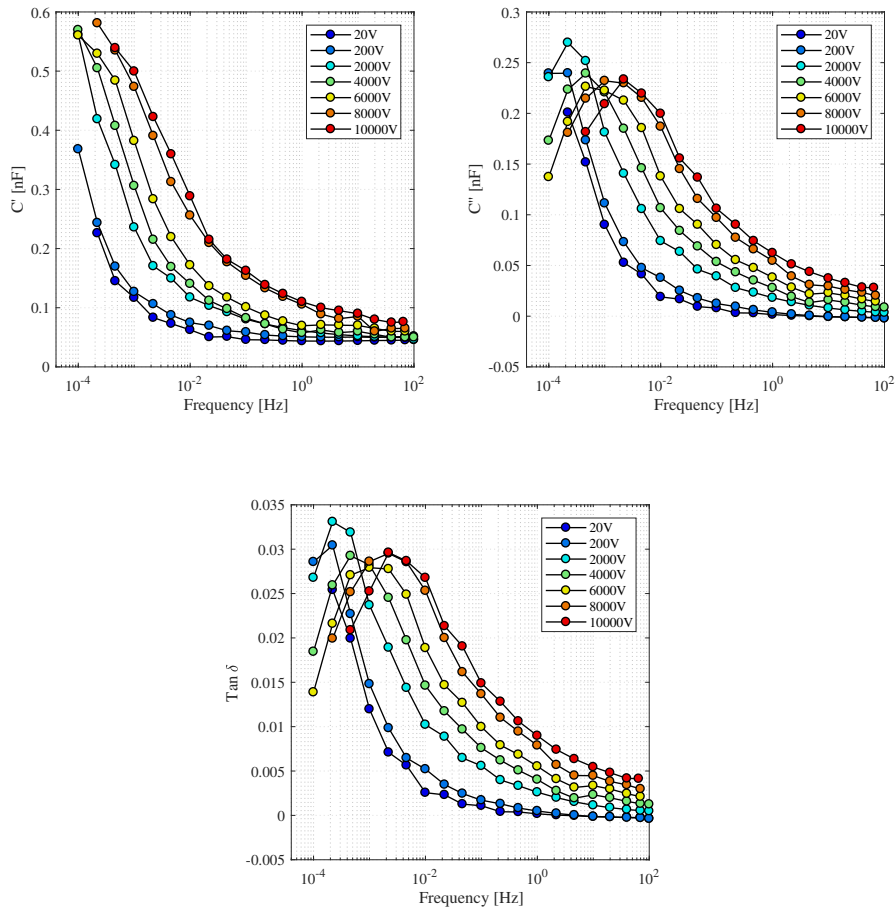 0.6
0.5
0.4
0.3
0.2
0.1
0
C' [nF]
10^-4
10^-2
10^0
10^2
Frequency [Hz]
20V
200V
2000V
4000V
6000V
8000V
10000V
0.3
0.25
0.2
0.15
0.1
0.05
0
-0.05
C'' [nF]
10^-4
10^-2
10^0
10^2
Frequency [Hz]
20V
200V
2000V
4000V
6000V
8000V
10000V
0.035
0.03
0.025
0.02
0.015
0.01
0.005
0
-0.005
Tan δ
10^-4
10^-2
10^0
10^2
Frequency [Hz]
20V
200V
2000V
4000V
6000V
8000V
10000V